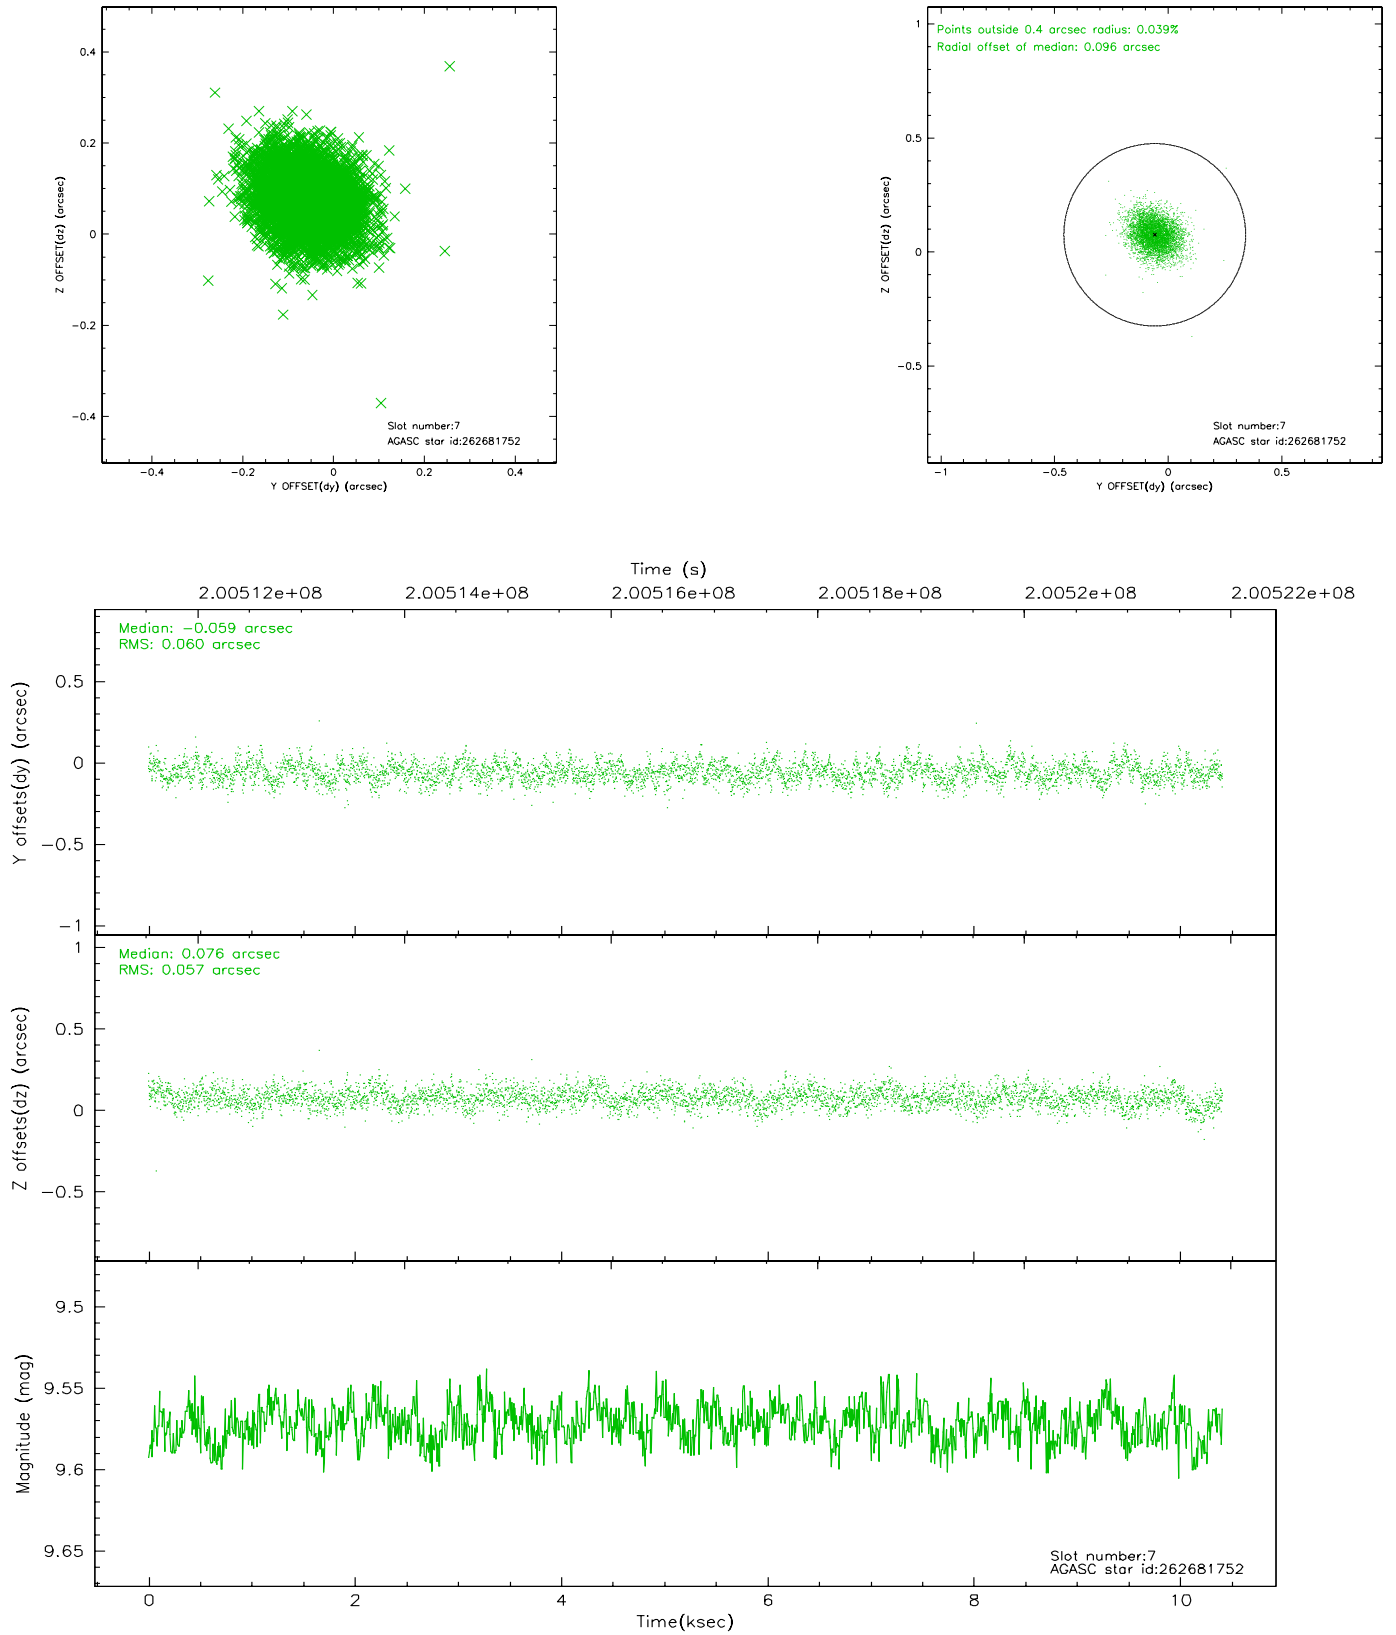 0.4
0.2
0
−0.2
−0.4
Z OFFSET(dz) (arcsec)
Slot number:7
AGASC star id:262681752
−0.4 −0.2 0 0.2 0.4
Y OFFSET(dy) (arcsec)
Points outside 0.4 arcsec radius: 0.039%
Radial offset of median: 0.096 arcsec
1
0.5
0
−0.5
Z OFFSET(dz) (arcsec)
Slot number:7
AGASC star id:262681752
−1 −0.5 0 0.5
Y OFFSET(dy) (arcsec)
Time (s)
2.00512e+08 2.00514e+08 2.00516e+08 2.00518e+08 2.0052e+08 2.00522e+08
Median: −0.059 arcsec
RMS: 0.060 arcsec
0.5
0
−0.5
−1
Y offsets(dy) (arcsec)
Median: 0.076 arcsec
RMS: 0.057 arcsec
1
0.5
0
−0.5
Z offsets(dz) (arcsec)
9.5
9.55
9.6
9.65
Magnitude (mag)
Slot number:7
AGASC star id:262681752
0 2 4 6 8 10
Time(ksec)